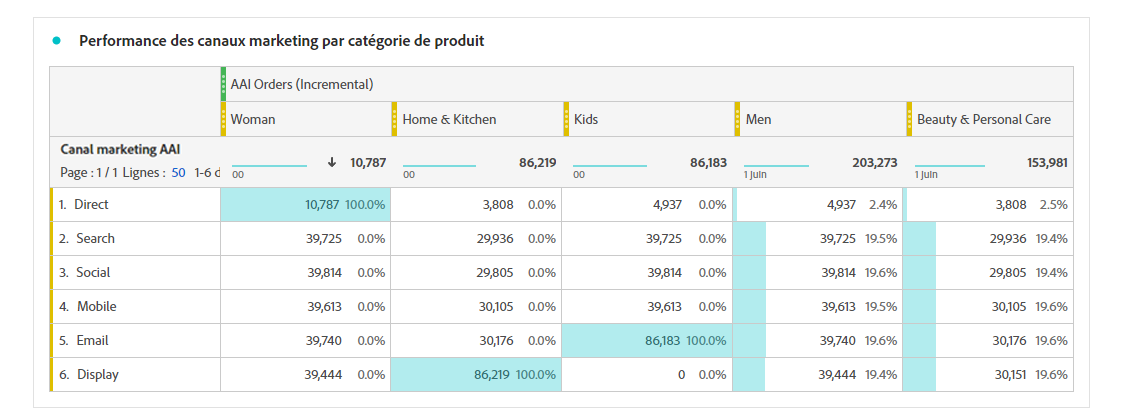 Performance des canaux marketing par catégorie de produit
AAI Orders (Incremental)
Woman Home & Kitchen Kids Men Beauty & Personal Care
Canal marketing AAI
Page : 1 / 1 Lignes : 50 1-6 d
↓ 10,787 86,219 86,183 203,273 153,981
00 00 00 1 juin 1 juin
1. Direct 10,787 100.0% 3,808 0.0% 4,937 0.0% 4,937 2.4% 3,808 2.5%
2. Search 39,725 0.0% 29,936 0.0% 39,725 0.0% 39,725 19.5% 29,936 19.4%
3. Social 39,814 0.0% 29,805 0.0% 39,814 0.0% 39,814 19.6% 29,805 19.4%
4. Mobile 39,613 0.0% 30,105 0.0% 39,613 0.0% 39,613 19.5% 30,105 19.6%
5. Email 39,740 0.0% 30,176 0.0% 86,183 100.0% 39,740 19.6% 30,176 19.6%
6. Display 39,444 0.0% 86,219 100.0% 0 0.0% 39,444 19.4% 30,151 19.6%